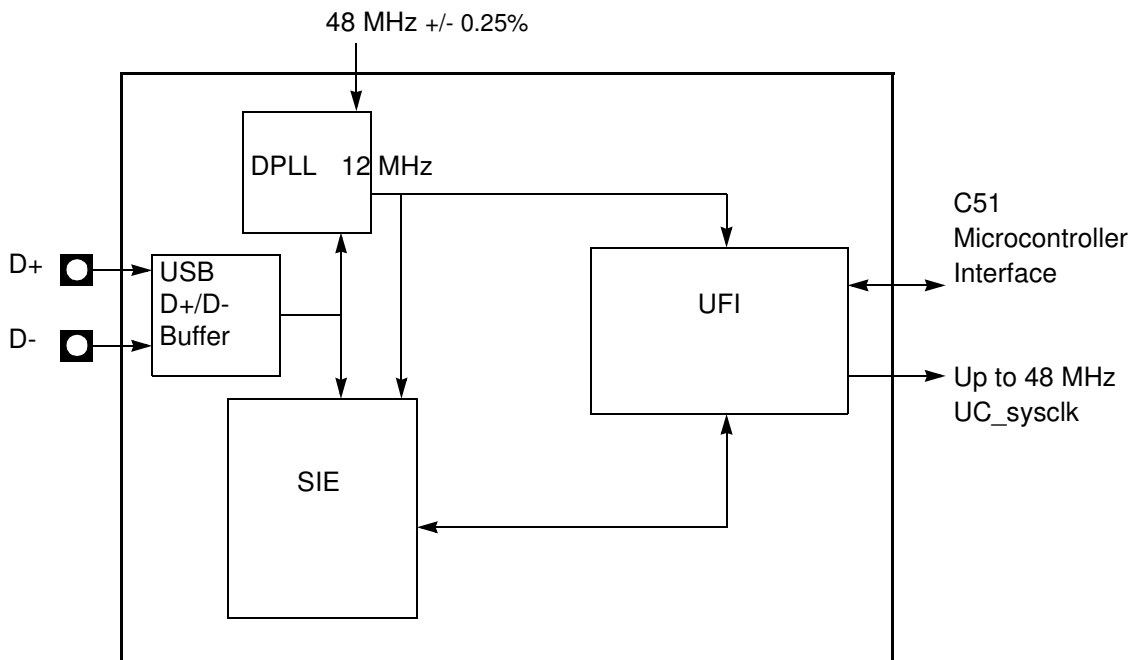 48 MHz +/- 0.25%
DPLL 12 MHz
C51
Microcontroller
Interface
D+
USB
D+/D-
Buffer
UFI
D-
Up to 48 MHz
UC_sysclk
SIE